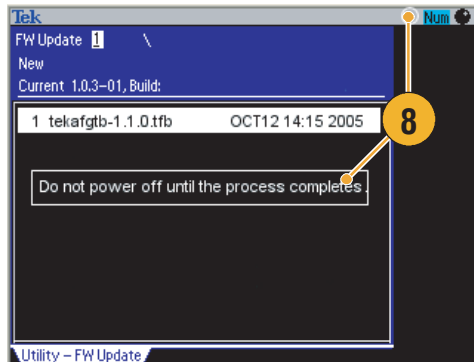 Tek
Num
FW Update 1 \
New
Current 1.0.3-01, Build:
1 tekafgtb-1.1.0.tfb OCT12 14:15 2005
8
Do not power off until the process completes.
Utility – FW Update